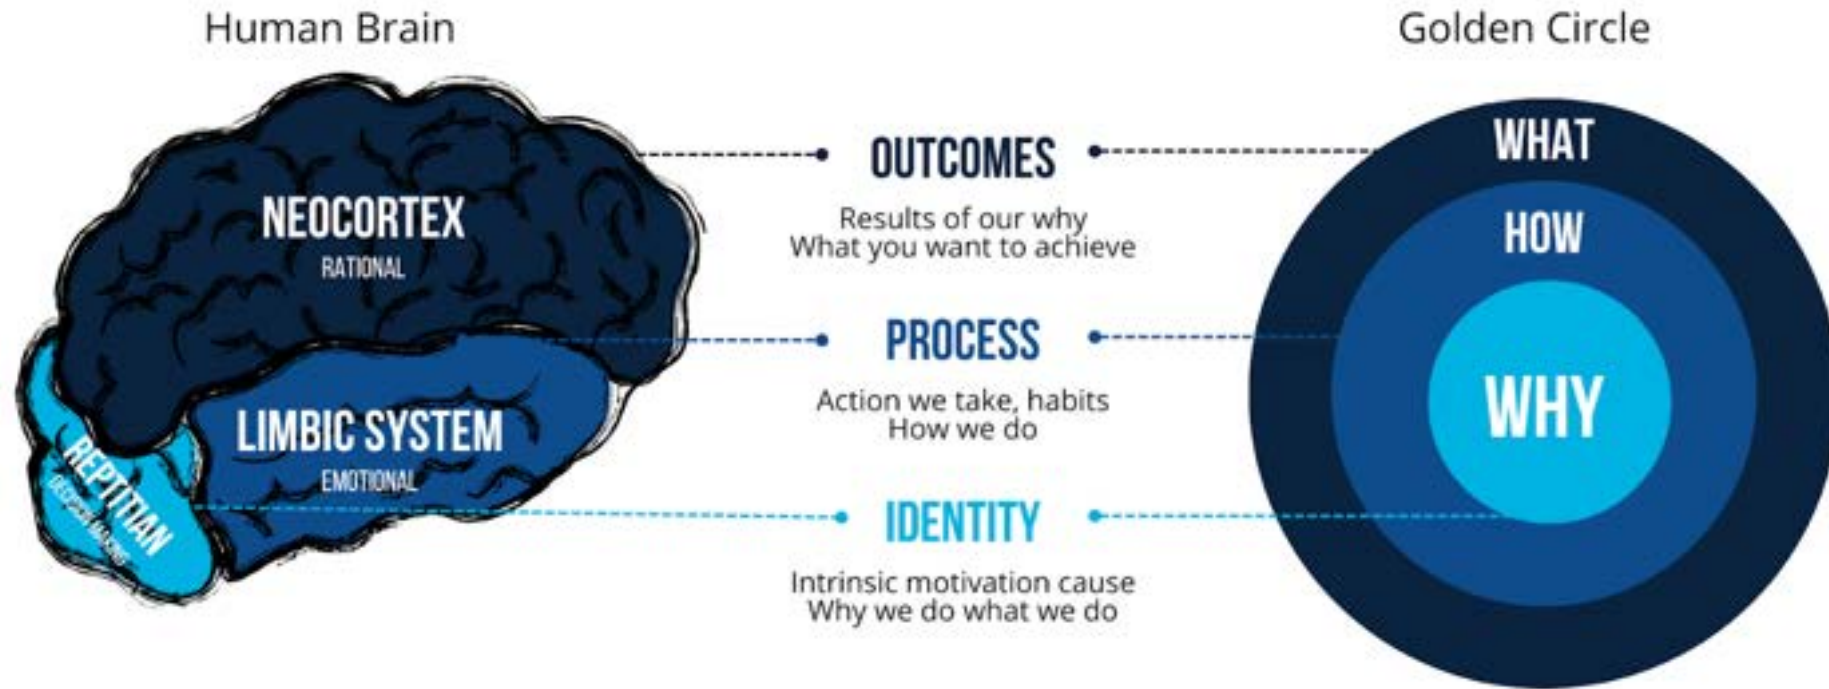 Human Brain
Golden Circle
NEOCORTEX
RATIONAL
LIMBIC SYSTEM
EMOTIONAL
REPTITIAN
DECISION MAKING
OUTCOMES
Results of our why
What you want to achieve
PROCESS
Action we take, habits
How we do
IDENTITY
Intrinsic motivation cause
Why we do what we do
WHAT
HOW
WHY